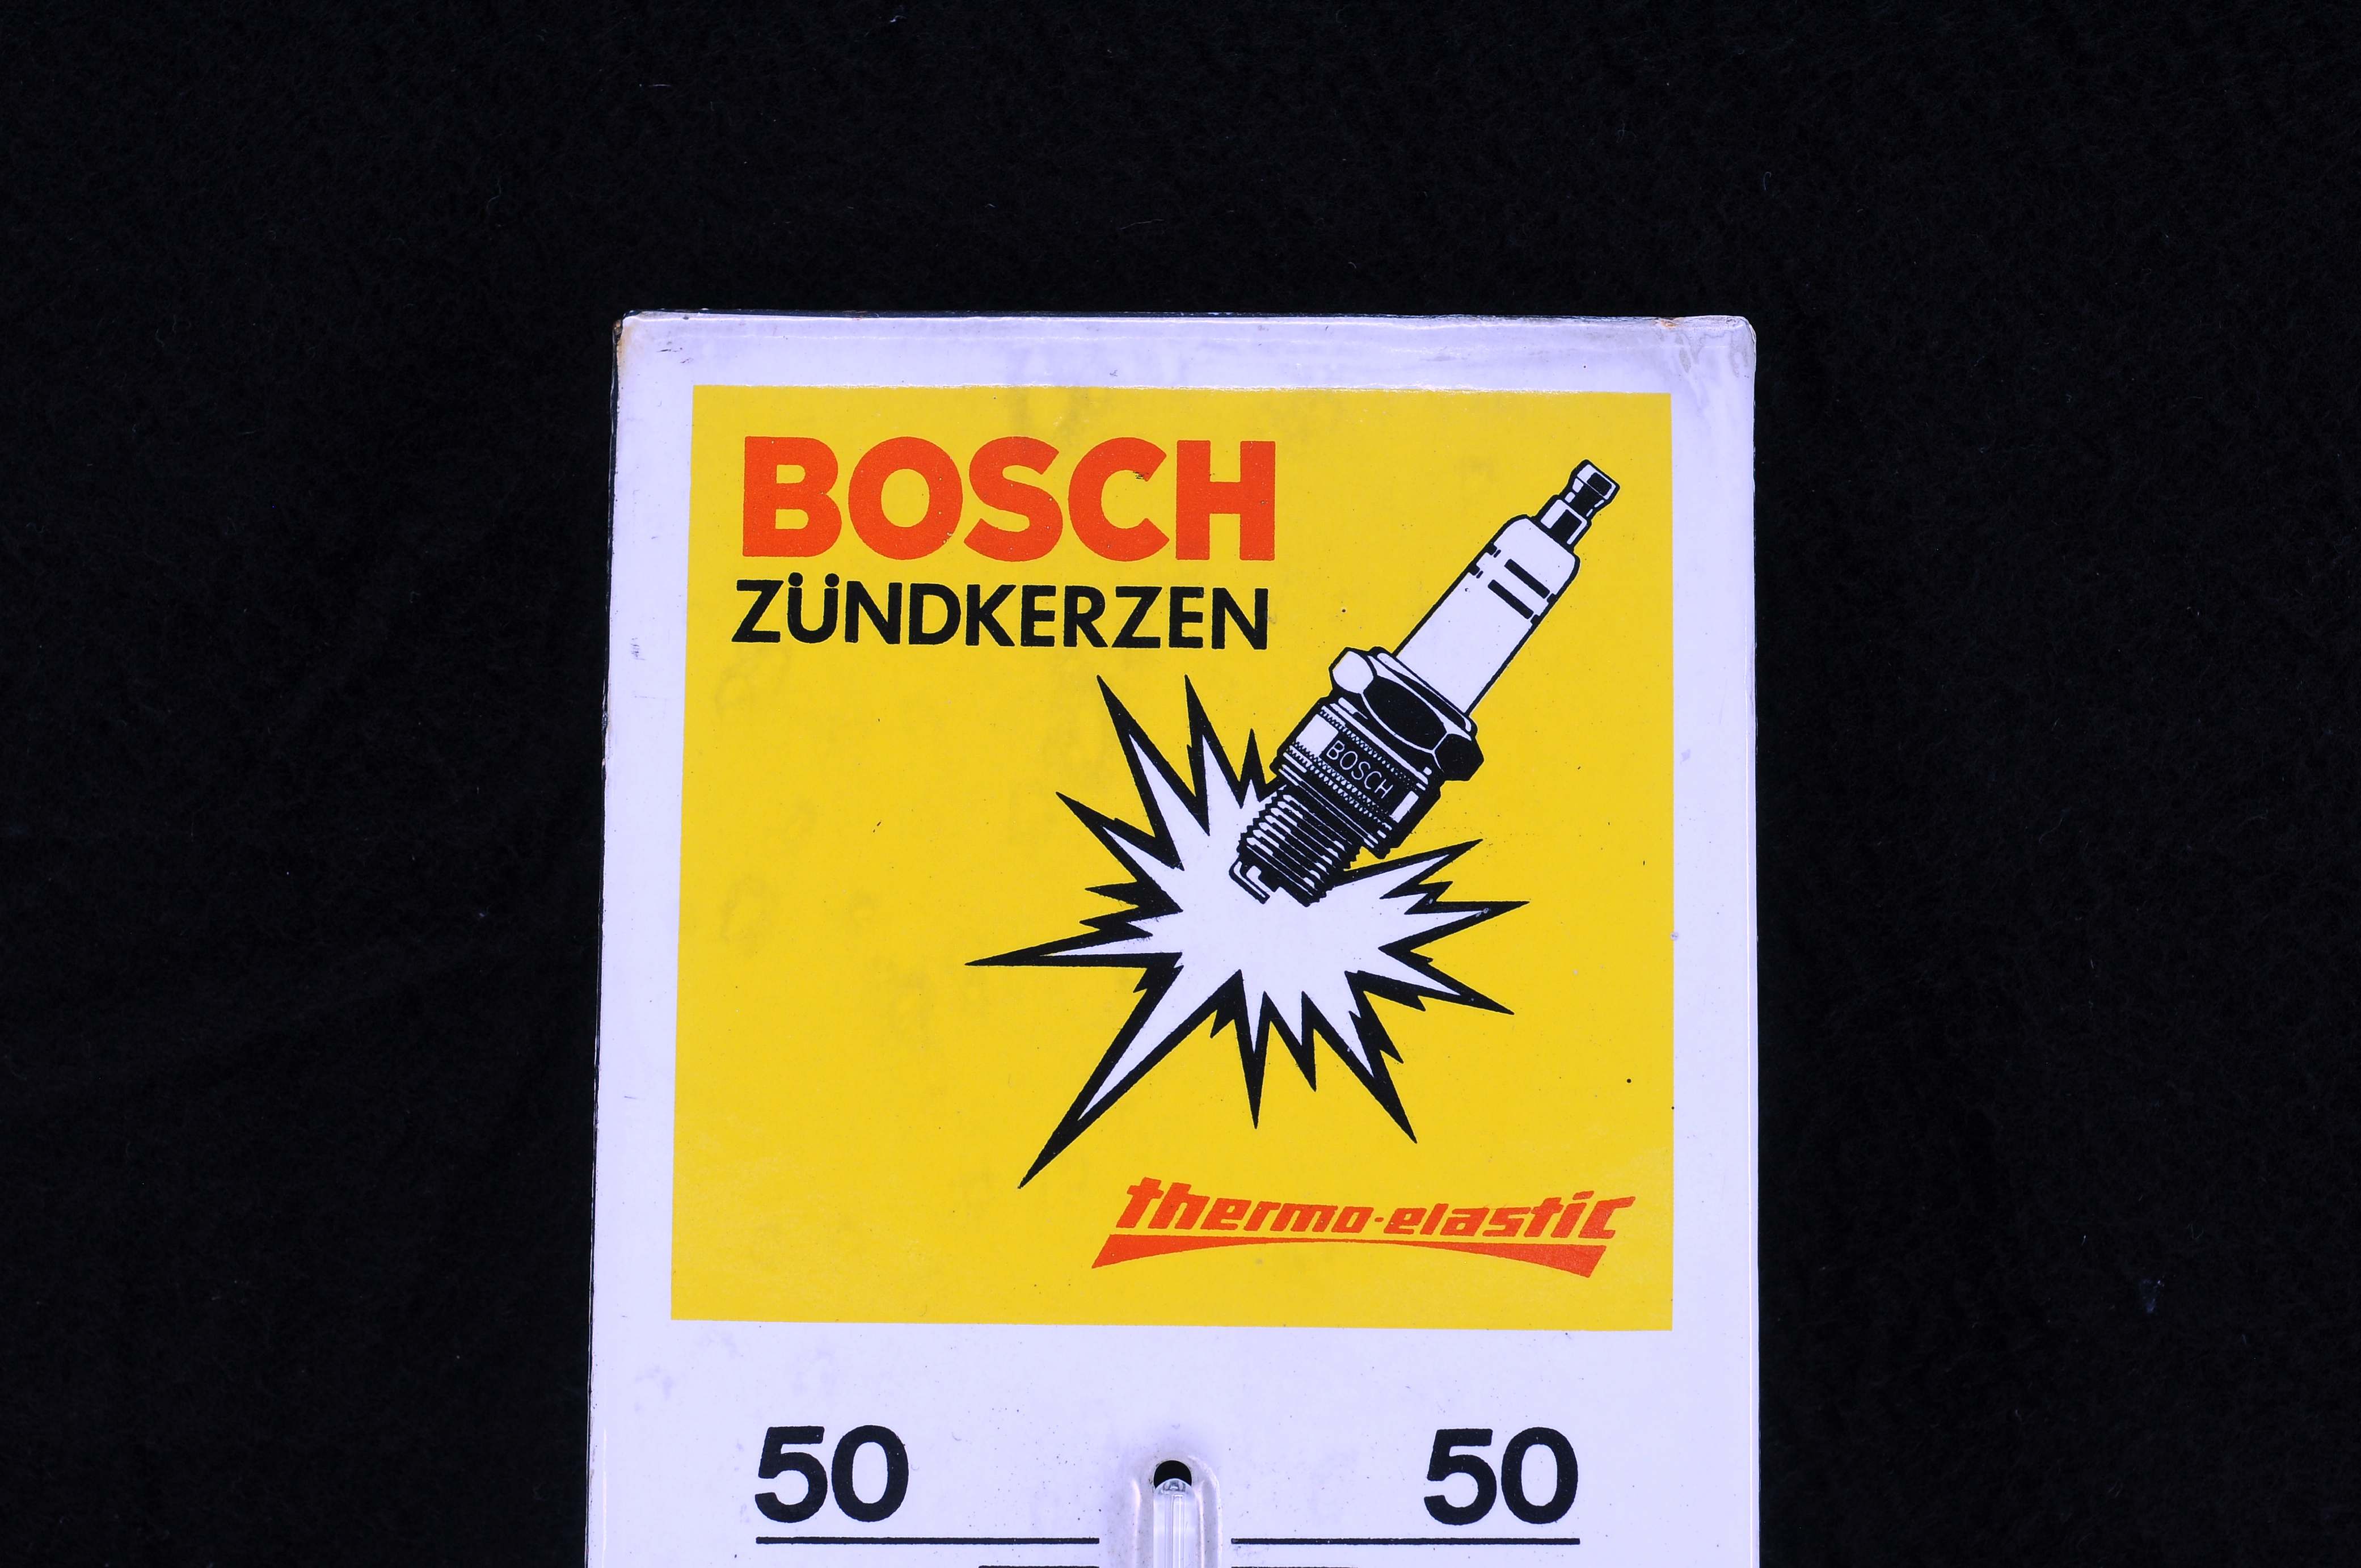 BOSCH
ZÜNDKERZEN
BOSCH
thermo-elastic
50 50